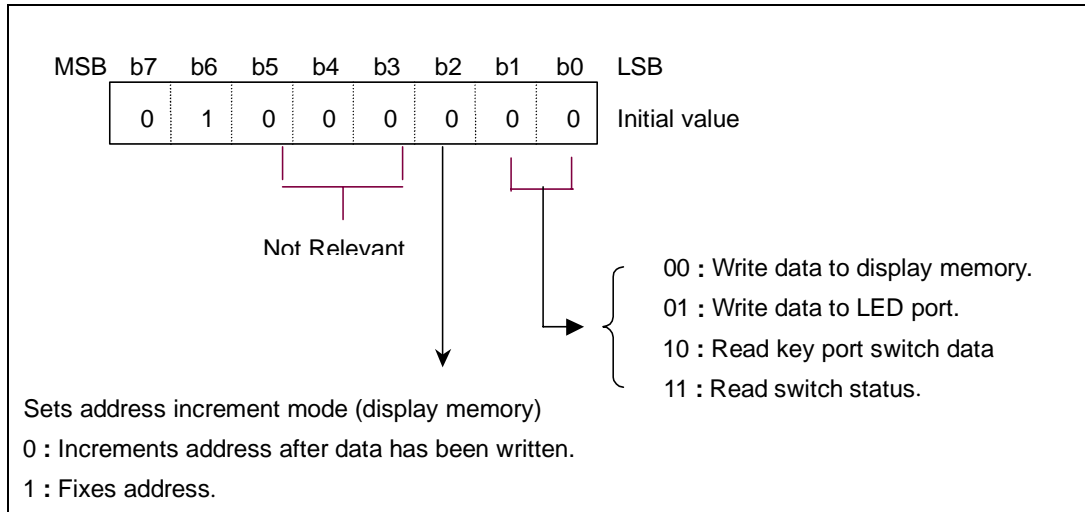 MSB b7 b6 b5 b4 b3 b2 b1 b0 LSB
0 1 0 0 0 0 0 0 Initial value
Not Relevant
00 : Write data to display memory.
01 : Write data to LED port.
10 : Read key port switch data
11 : Read switch status.
Sets address increment mode (display memory)
0 : Increments address after data has been written.
1 : Fixes address.